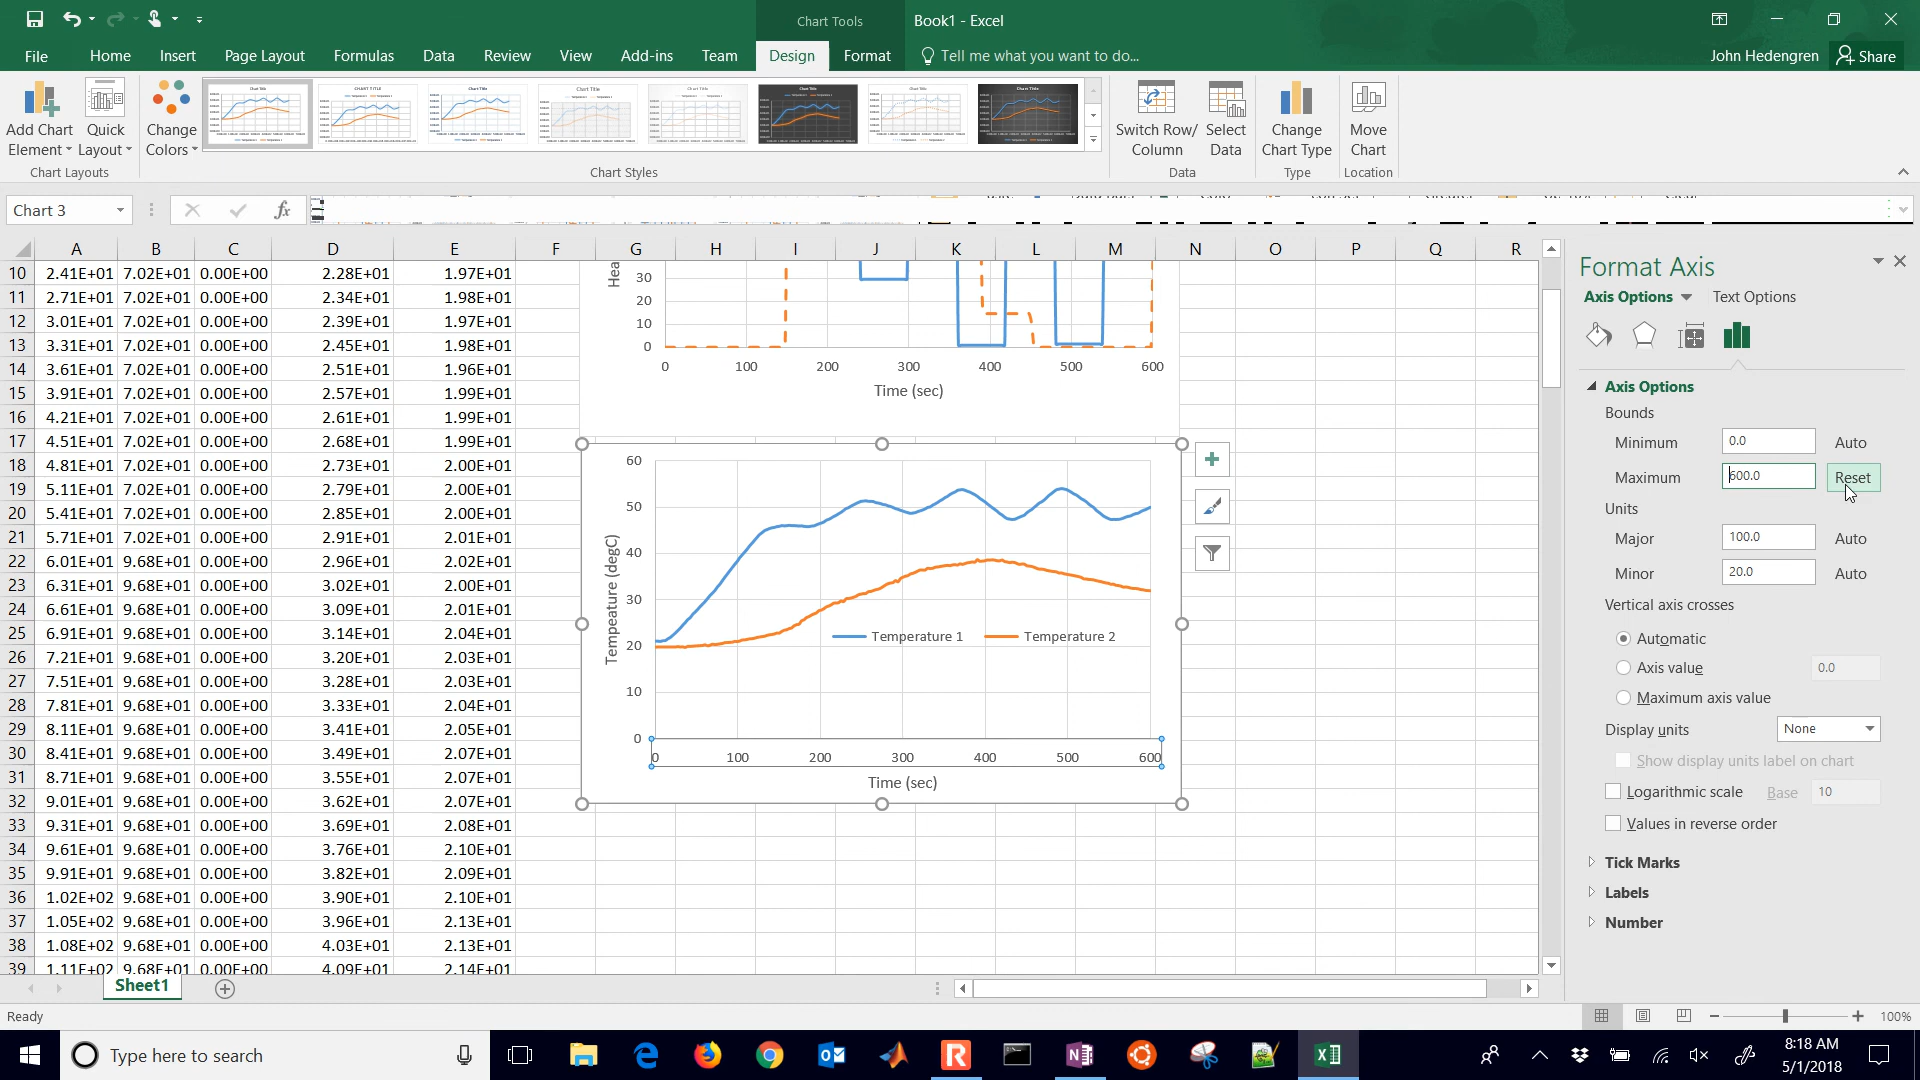 Chart Tools
Book1 - Excel
File
Home
Insert
Page Layout
Formulas
Data
Review
View
Add-ins
Team
Design
Format
Tell me what you want to do...
John Hedengren
Share
Add Chart
Element
Quick
Layout
Chart Layouts
Change
Colors
Chart Styles
Switch Row/
Column
Select
Data
Data
Change
Chart Type
Type
Move
Chart
Location
Chart 3
fx
A B C D E F G H I J K L M N O P Q R
10 2.41E+01 7.02E+01 0.00E+00 2.28E+01 1.97E+01
11 2.71E+01 7.02E+01 0.00E+00 2.34E+01 1.98E+01
12 3.01E+01 7.02E+01 0.00E+00 2.39E+01 1.97E+01
13 3.31E+01 7.02E+01 0.00E+00 2.45E+01 1.98E+01
14 3.61E+01 7.02E+01 0.00E+00 2.51E+01 1.96E+01
15 3.91E+01 7.02E+01 0.00E+00 2.57E+01 1.99E+01
16 4.21E+01 7.02E+01 0.00E+00 2.61E+01 1.99E+01
17 4.51E+01 7.02E+01 0.00E+00 2.68E+01 1.99E+01
18 4.81E+01 7.02E+01 0.00E+00 2.73E+01 2.00E+01
19 5.11E+01 7.02E+01 0.00E+00 2.79E+01 2.00E+01
20 5.41E+01 7.02E+01 0.00E+00 2.85E+01 2.00E+01
21 5.71E+01 7.02E+01 0.00E+00 2.91E+01 2.01E+01
22 6.01E+01 9.68E+01 0.00E+00 2.96E+01 2.02E+01
23 6.31E+01 9.68E+01 0.00E+00 3.02E+01 2.00E+01
24 6.61E+01 9.68E+01 0.00E+00 3.09E+01 2.01E+01
25 6.91E+01 9.68E+01 0.00E+00 3.14E+01 2.04E+01
26 7.21E+01 9.68E+01 0.00E+00 3.20E+01 2.03E+01
27 7.51E+01 9.68E+01 0.00E+00 3.28E+01 2.03E+01
28 7.81E+01 9.68E+01 0.00E+00 3.33E+01 2.04E+01
29 8.11E+01 9.68E+01 0.00E+00 3.41E+01 2.05E+01
30 8.41E+01 9.68E+01 0.00E+00 3.49E+01 2.07E+01
31 8.71E+01 9.68E+01 0.00E+00 3.55E+01 2.07E+01
32 9.01E+01 9.68E+01 0.00E+00 3.62E+01 2.07E+01
33 9.31E+01 9.68E+01 0.00E+00 3.69E+01 2.08E+01
34 9.61E+01 9.68E+01 0.00E+00 3.76E+01 2.10E+01
35 9.91E+01 9.68E+01 0.00E+00 3.82E+01 2.09E+01
36 1.02E+02 9.68E+01 0.00E+00 3.90E+01 2.10E+01
37 1.05E+02 9.68E+01 0.00E+00 3.96E+01 2.13E+01
38 1.08E+02 9.68E+01 0.00E+00 4.03E+01 2.13E+01
39 1.11E+02 9.68E+01 0.00E+00 4.09E+01 2.14E+01
Hea
30
20
10
0
0 100 200 300 400 500 600
Time (sec)
60
50
40
30
20
10
0
Tempeature (degC)
Temperature 1
Temperature 2
0 100 200 300 400 500 600
Time (sec)
Format Axis
Axis Options
Text Options
Axis Options
Bounds
Minimum 0.0 Auto
Maximum 600.0 Reset
Units
Major 100.0 Auto
Minor 20.0 Auto
Vertical axis crosses
Automatic
Axis value 0.0
Maximum axis value
Display units None
Show display units label on chart
Logarithmic scale Base 10
Values in reverse order
Tick Marks
Labels
Number
Sheet1
Ready
100%
Type here to search
8:18 AM
5/1/2018